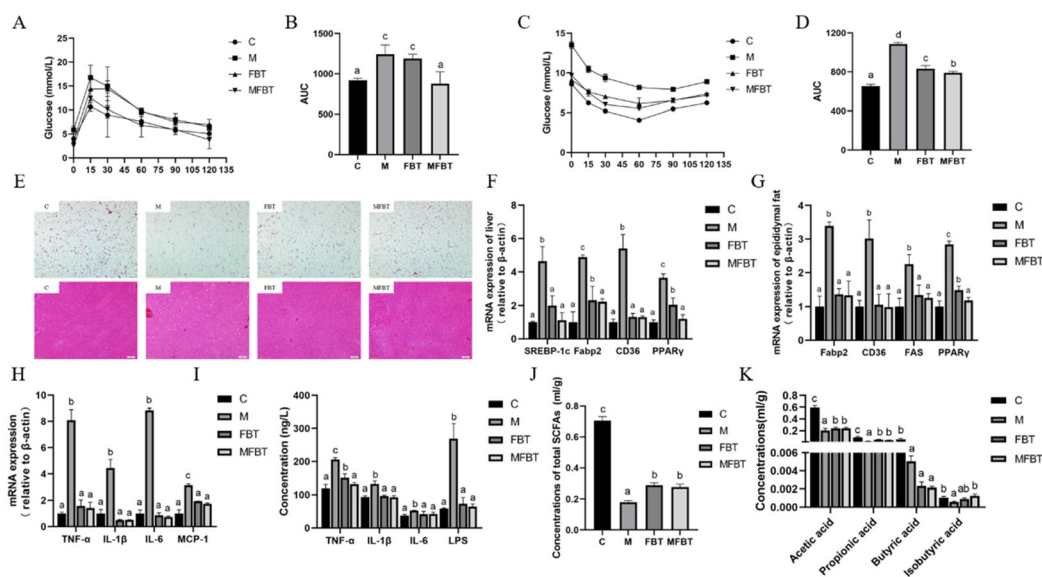 A
Glucose (mmol/L)
25
20
15
10
5
0
0 15 30 45 60 75 90 105 120 135
C
M
FBT
MFBT
B
AUC
2000
1500
1000
500
0
a c c a
C M FBT MFBT
C
Glucose (mmol/L)
15
10
5
0
0 15 30 45 60 75 90 105 120 135
C
M
FBT
MFBT
D
AUC
1200
900
600
300
0
a d c b
C M FBT MFBT
E
C M FBT MFBT
C M FBT MFBT
F
mRNA expression of liver
( relative to β-actin)
8
6
4
2
0
a b a a a c b b a b a a a c b a
SREBP-1c Fabp2 CD36 PPARγ
C
M
FBT
MFBT
G
mRNA expression of epididymal fat
( relative to β-actin)
4
3
2
1
0
a b a a a b a a a b a a a c b a
Fabp2 CD36 FAS PPARγ
C
M
FBT
MFBT
H
mRNA expression
( relative to β-actin)
10
8
6
4
2
0
a b a a a b a a a b a a a b a a
TNF-α IL-1β IL-6 MCP-1
C
M
FBT
MFBT
I
Concentration (ng/L)
400
300
200
100
0
a c b a a b a a a b a a a b a a
TNF-α IL-1β IL-6 LPS
C
M
FBT
MFBT
J
Concentrations of total SCFAs (ml/g)
0.8
0.6
0.4
0.2
0.0
c a b b
C M FBT MFBT
C
M
FBT
MFBT
K
Concentrations(ml/g)
0.8
0.6
0.4
0.2
0.006
0.004
0.002
0.000
c a b b c a b b c a a a b a ab b
Acetic acid
Propionic acid
Butyric acid
Isobutyric acid
C
M
FBT
MFBT